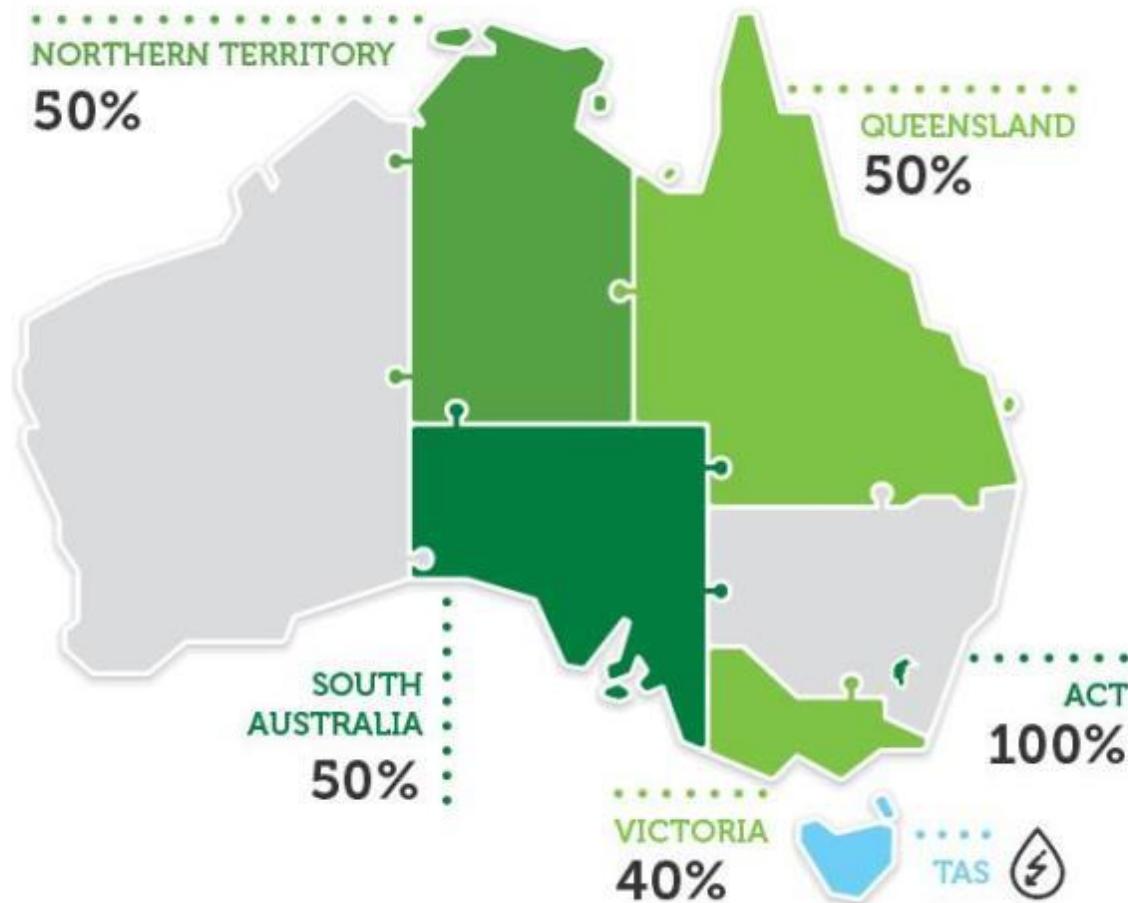 NORTHERN TERRITORY
50%
QUEENSLAND
50%
SOUTH
AUSTRALIA
50%
ACT
100%
VICTORIA
40%
TAS